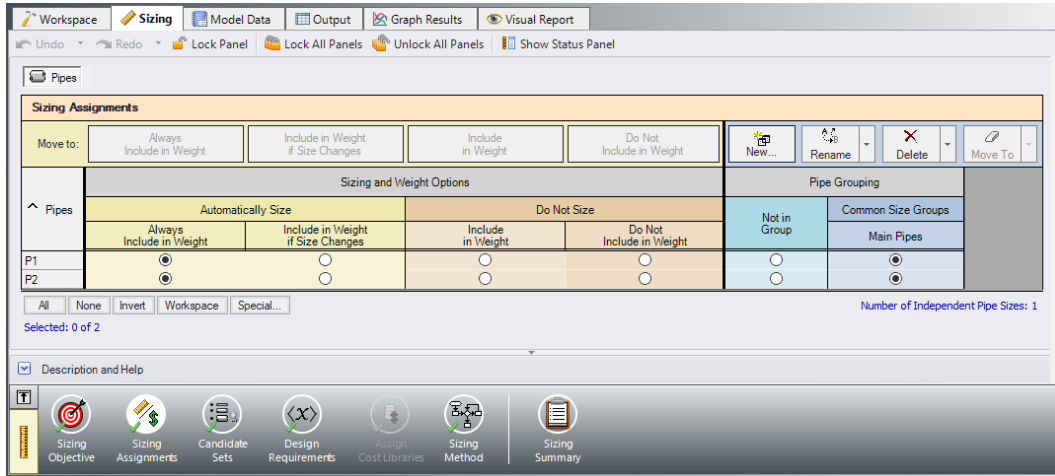 Workspace Sizing Model Data Output Graph Results Visual Report
Undo Redo Lock Panel Lock All Panels Unlock All Panels Show Status Panel
Pipes
Sizing Assignments
Move to:
Always
Include in Weight
Include in Weight
if Size Changes
Include
in Weight
Do Not
Include in Weight
New...
Rename
Delete
Move To
Sizing and Weight Options
Pipe Grouping
^ Pipes
Automatically Size
Do Not Size
Not in
Group
Common Size Groups
Always
Include in Weight
Include in Weight
if Size Changes
Include
in Weight
Do Not
Include in Weight
Main Pipes
P1
P2
All None Invert Workspace Special...
Number of Independent Pipe Sizes: 1
Selected: 0 of 2
Description and Help
Sizing
Objective
Sizing
Assignments
Candidate
Sets
Design
Requirements
Assign
Cost Libraries
Sizing
Method
Sizing
Summary